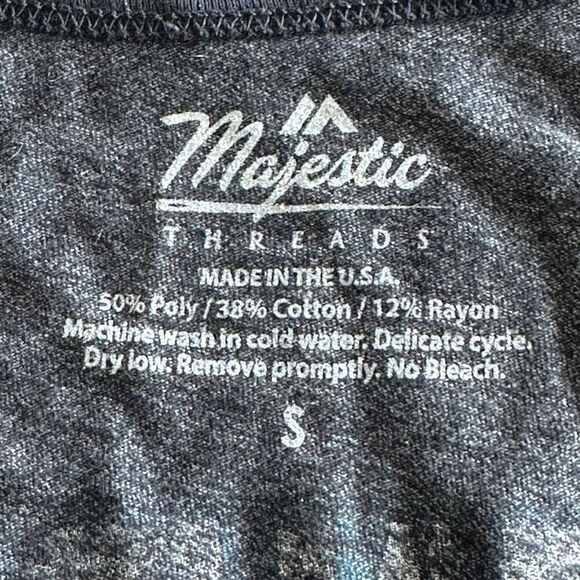 Majestic
THREADS
MADE IN THE U.S.A.
50% Poly / 38% Cotton / 12% Rayon
Machine wash in cold water. Delicate cycle.
Dry low. Remove promptly. No Bleach.
S